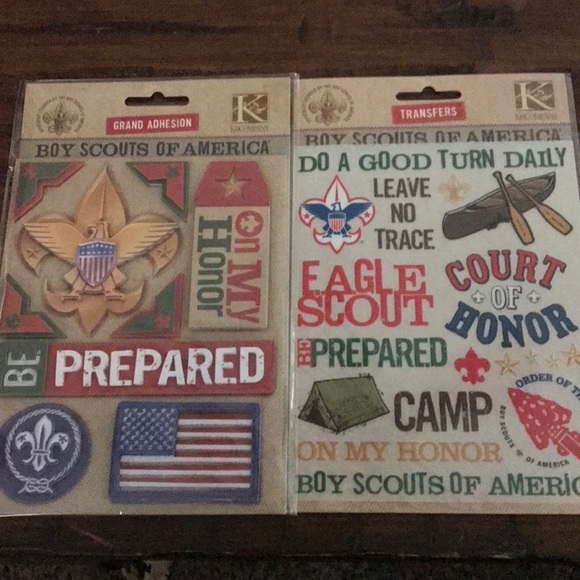 GRAND ADHESION
K
BOY SCOUTS OF AMERICA
On My
Honor
BE PREPARED
TRANSFERS
K
BOY SCOUTS OF AMERICA
DO A GOOD TURN DAILY
LEAVE
NO
TRACE
EAGLE
SCOUT
COURT
OF
HONOR
BE PREPARED
CAMP
ORDER OF
BOY SCOUTS OF AMERICA
ON MY HONOR
BOY SCOUTS OF AMERIC